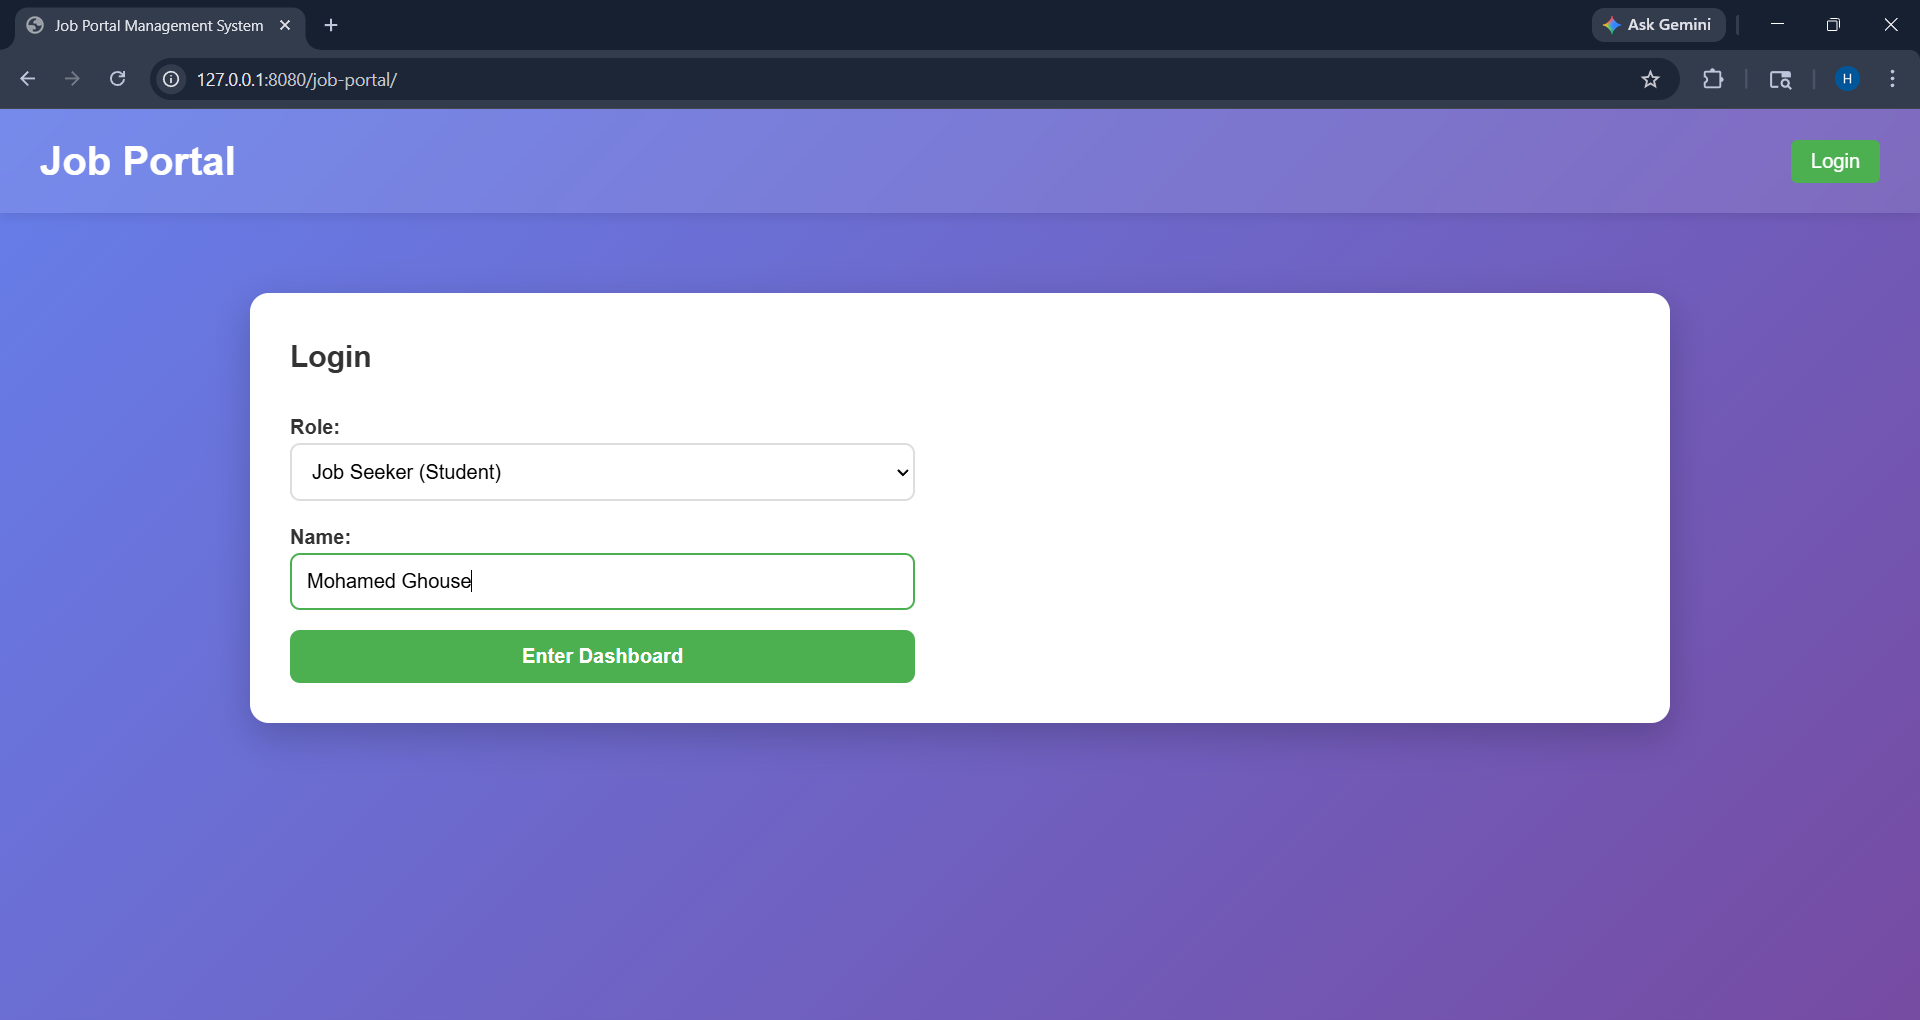 Job Portal Management System
Ask Gemini
127.0.0.1:8080/job-portal/
H
Job Portal
Login
Login
Role:
Job Seeker (Student)
Name:
Mohamed Ghouse
Enter Dashboard